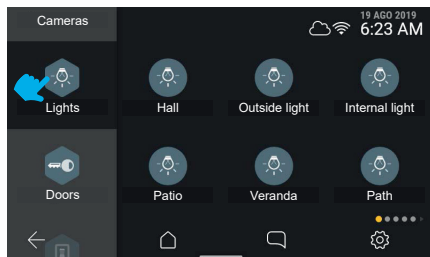 Cameras
19 AGO 2019
6:23 AM
Lights
Hall
Outside light
Internal light
Doors
Patio
Veranda
Path